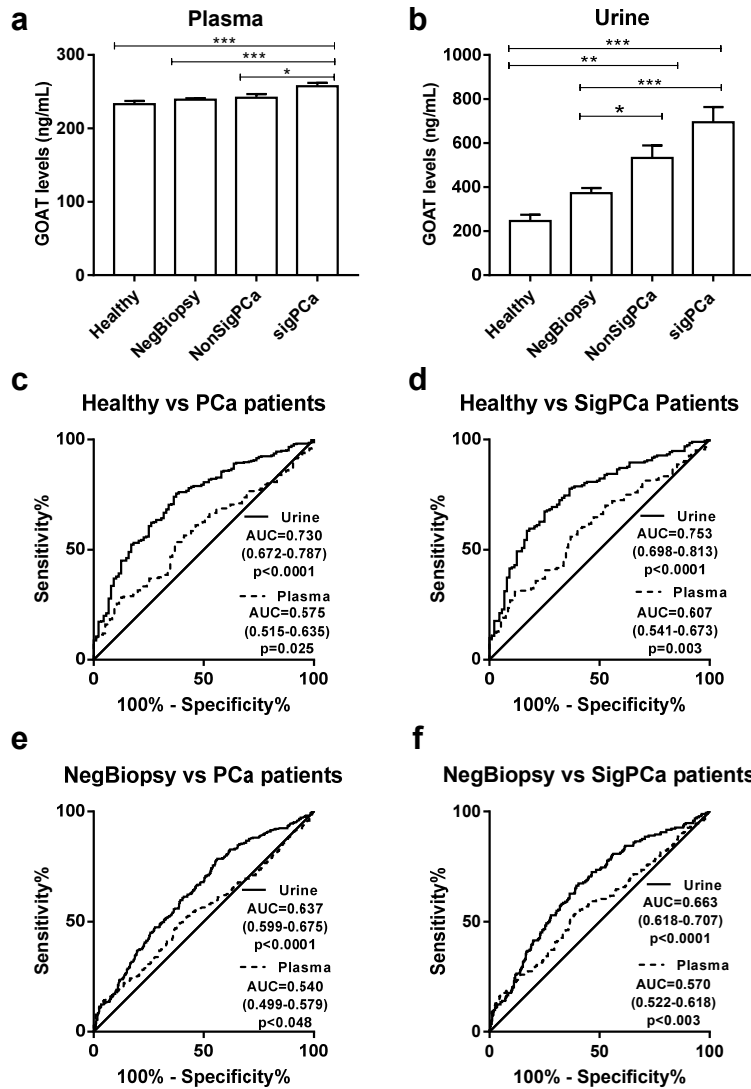 a
Plasma
GOAT levels (ng/mL)
300
200
100
0
***
***
*
Healthy
NegBiopsy
NonSigPCa
sigPCa
b
Urine
GOAT levels (ng/mL)
1000
800
600
400
200
0
***
**
***
*
Healthy
NegBiopsy
NonSigPCa
sigPCa
c
Healthy vs PCa patients
Sensitivity%
100
50
0
Urine
AUC=0.730
(0.672-0.787)
p<0.0001
Plasma
AUC=0.575
(0.515-0.635)
p=0.025
0 50 100
100% - Specificity%
d
Healthy vs SigPCa Patients
Sensitivity%
100
50
0
Urine
AUC=0.753
(0.698-0.813)
p<0.0001
Plasma
AUC=0.607
(0.541-0.673)
p=0.003
0 50 100
100% - Specificity%
e
NegBiopsy vs PCa patients
Sensitivity%
100
50
0
Urine
AUC=0.637
(0.599-0.675)
p<0.0001
Plasma
AUC=0.540
(0.499-0.579)
p<0.048
0 50 100
100% - Specificity%
f
NegBiopsy vs SigPCa patients
Sensitivity%
100
50
0
Urine
AUC=0.663
(0.618-0.707)
p<0.0001
Plasma
AUC=0.570
(0.522-0.618)
p<0.003
0 50 100
100% - Specificity%